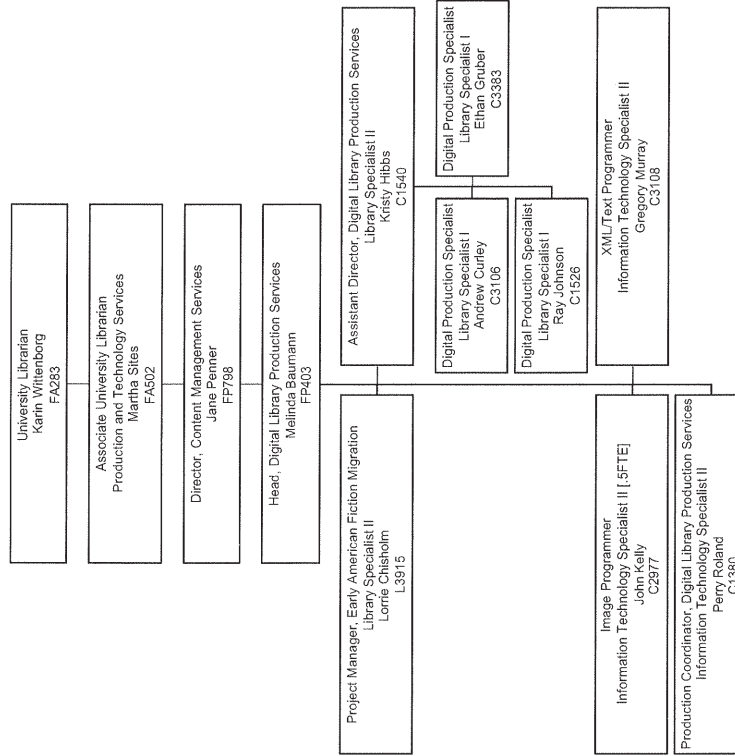 University Librarian
Karin Wittenborg
FA283
Associate University Librarian
Production and Technology Services
Martha Sites
FA502
Director, Content Management Services
Jane Penner
FP798
Head, Digital Library Production Services
Melinda Baumann
FP403
Project Manager, Early American Fiction Migration
Library Specialist II
Lorrie Chisholm
L3915
Assistant Director, Digital Library Production Services
Library Specialist II
Kristy Hibbs
C1540
Digital Production Specialist
Library Specialist I
Andrew Curley
C3106
Digital Production Specialist
Library Specialist I
Ethan Gruber
C3383
Digital Production Specialist
Library Specialist I
Ray Johnson
C1526
Image Programmer
Information Technology Specialist II [.5FTE]
John Kelly
C2977
XML/Text Programmer
Information Technology Specialist II
Gregory Murray
C3108
Production Coordinator, Digital Library Production Services
Information Technology Specialist II
Perry Roland
C1380